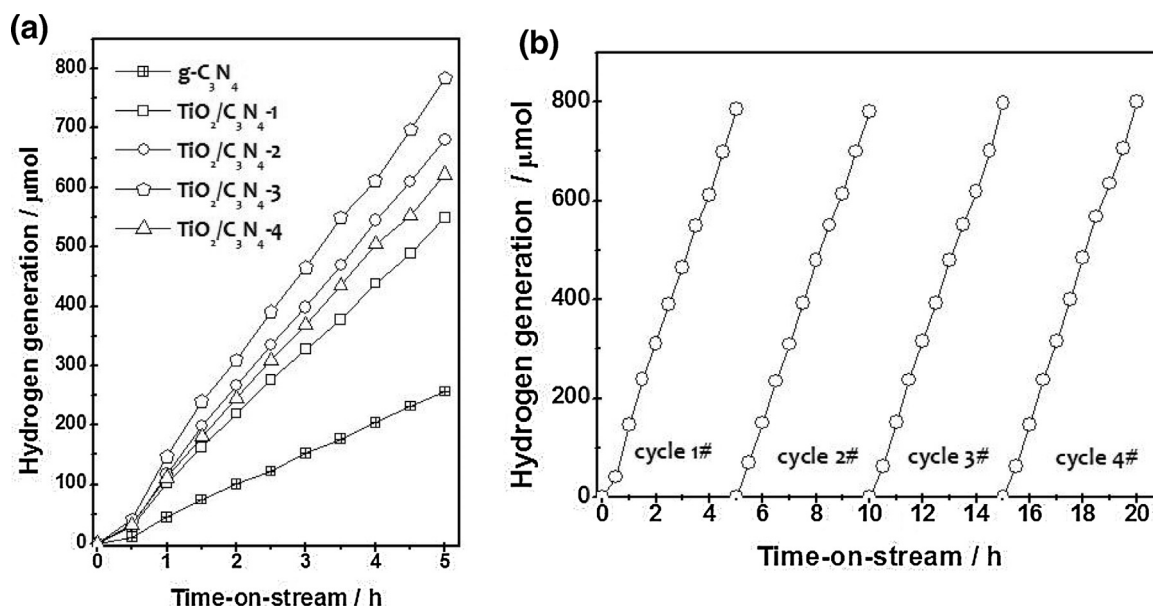 (a)
Hydrogen generation / μmol
800
700
600
500
400
300
200
100
0
g-C₃N₄
TiO₂/C₃N₄-1
TiO₂/C₃N₄-2
TiO₂/C₃N₄-3
TiO₂/C₃N₄-4
0 1 2 3 4 5
Time-on-stream / h
(b)
Hydrogen generation / μmol
800
600
400
200
0
cycle 1# cycle 2# cycle 3# cycle 4#
0 2 4 6 8 10 12 14 16 18 20
Time-on-stream / h